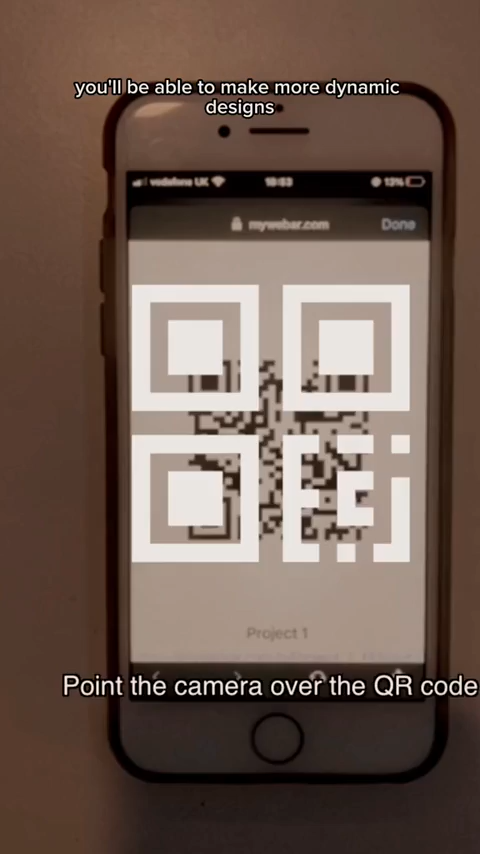 you'll be able to make more dynamic
designs
vodafone UK
18:53
13%
mywebar.com
Done
Project 1
Point the camera over the QR code